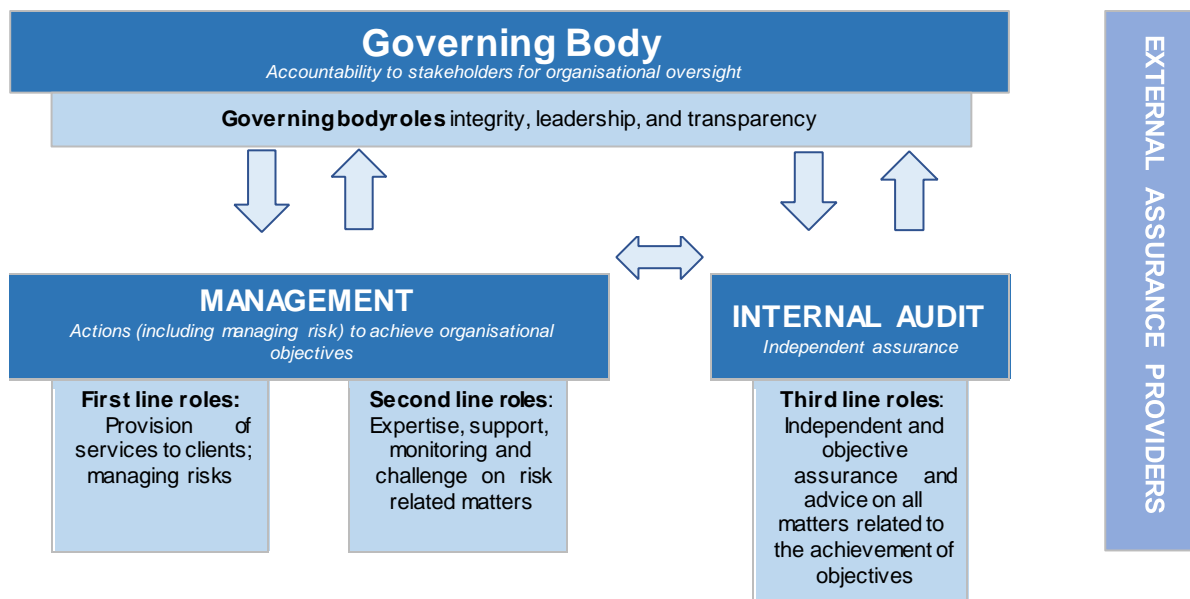 Governing Body
Accountability to stakeholders for organisational oversight
Governing body roles integrity, leadership, and transparency
MANAGEMENT
Actions (including managing risk) to achieve organisational
objectives
First line roles:
Provision of
services to clients;
managing risks
Second line roles:
Expertise, support,
monitoring and
challenge on risk
related matters
INTERNAL AUDIT
Independent assurance
Third line roles:
Independent and
objective
assurance and
advice on all
matters related to
the achievement of
objectives
EXTERNAL ASSURANCE PROVIDERS